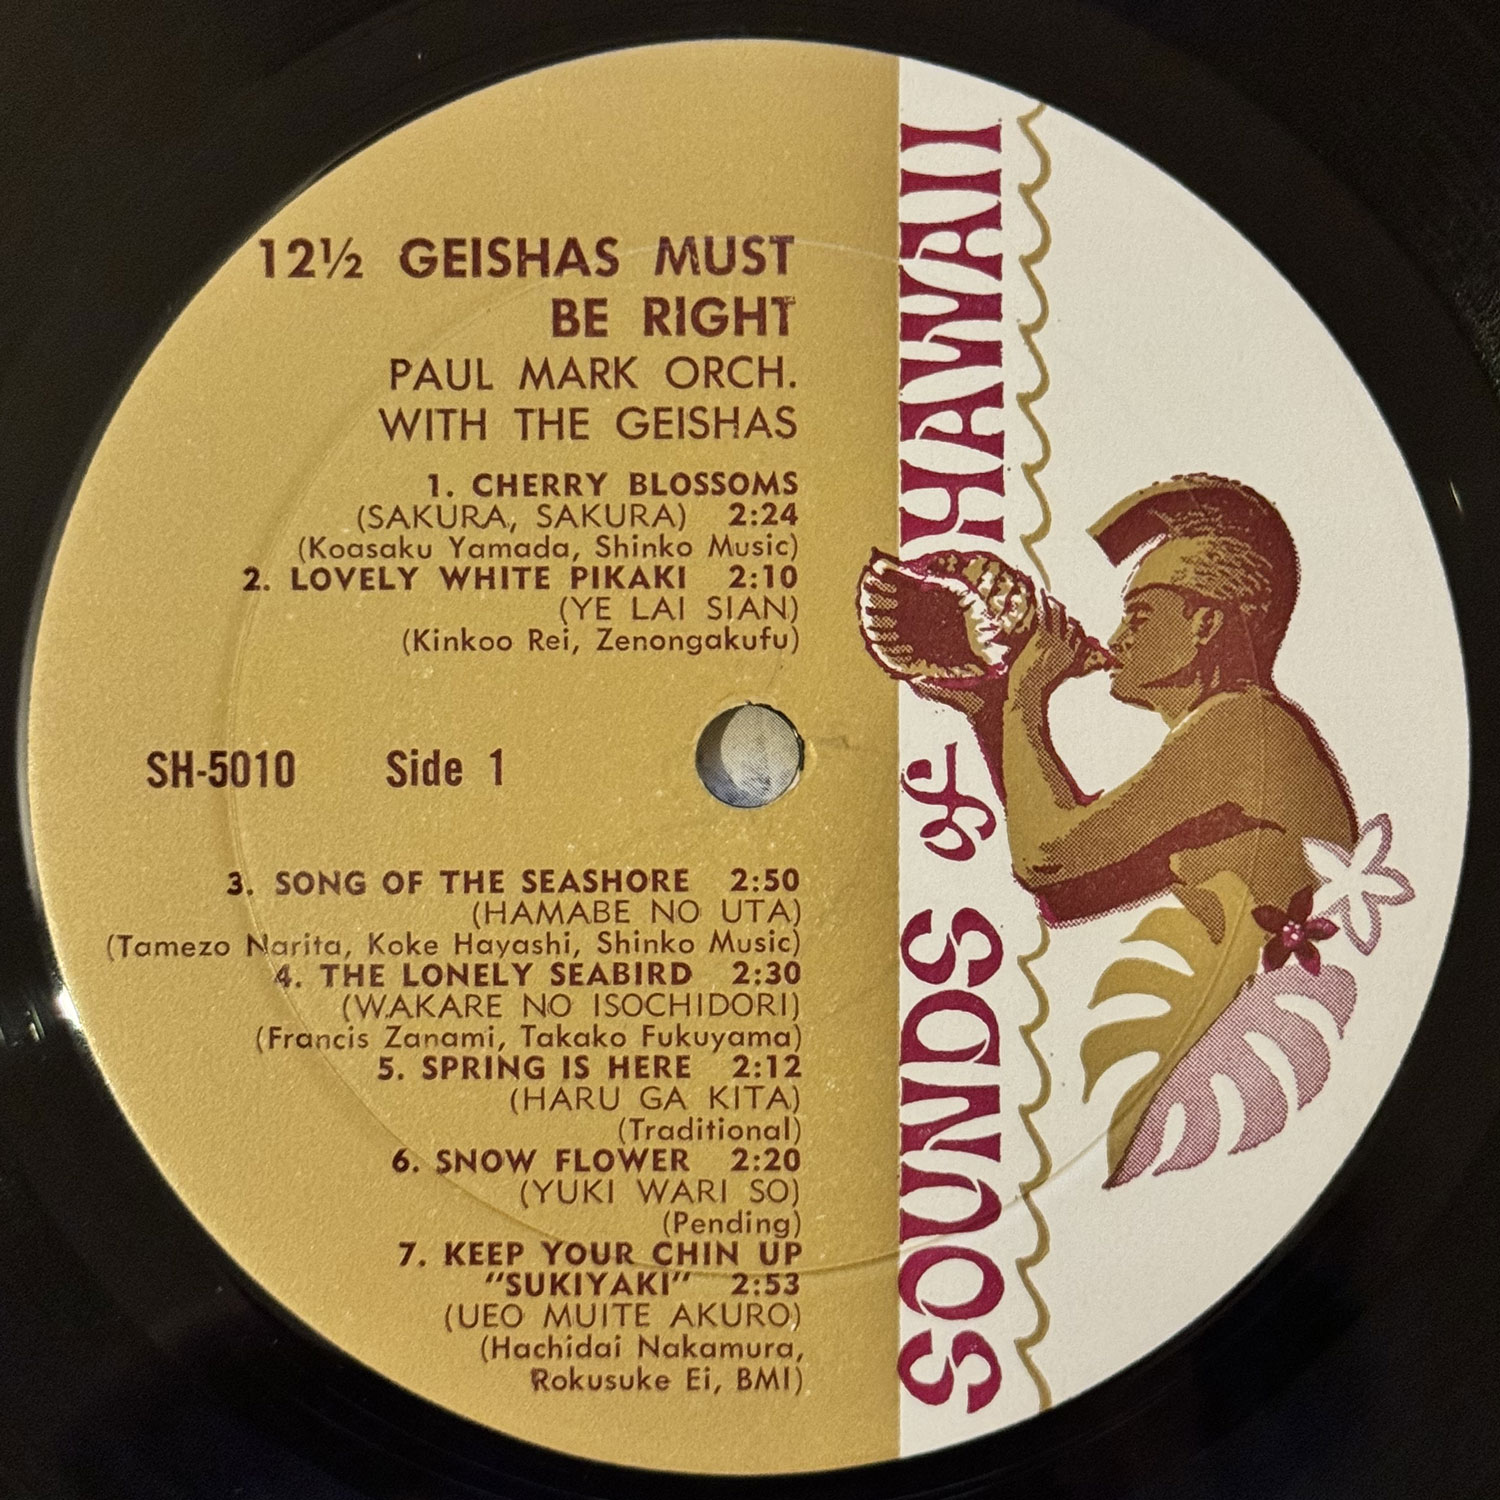 12½ GEISHAS MUST
BE RIGHT
PAUL MARK ORCH.
WITH THE GEISHAS
1. CHERRY BLOSSOMS
(SAKURA, SAKURA) 2:24
(Koasaku Yamada, Shinko Music)
2. LOVELY WHITE PIKAKI 2:10
(YE LAI SIAN)
(Kinkoo Rei, Zenongakufu)
SH-5010 Side 1
3. SONG OF THE SEASHORE 2:50
(HAMABE NO UTA)
(Tamezo Narita, Koke Hayashi, Shinko Music)
4. THE LONELY SEABIRD 2:30
(WAKARE NO ISOCHIDORI)
(Francis Zanami, Takako Fukuyama)
5. SPRING IS HERE 2:12
(HARU GA KITA)
(Traditional)
6. SNOW FLOWER 2:20
(YUKI WARI SO)
(Pending)
7. KEEP YOUR CHIN UP
"SUKIYAKI" 2:53
(UEO MUITE AKURO)
(Hachidai Nakamura,
Rokusuke Ei, BMI)
SOUNDS of HAWAII